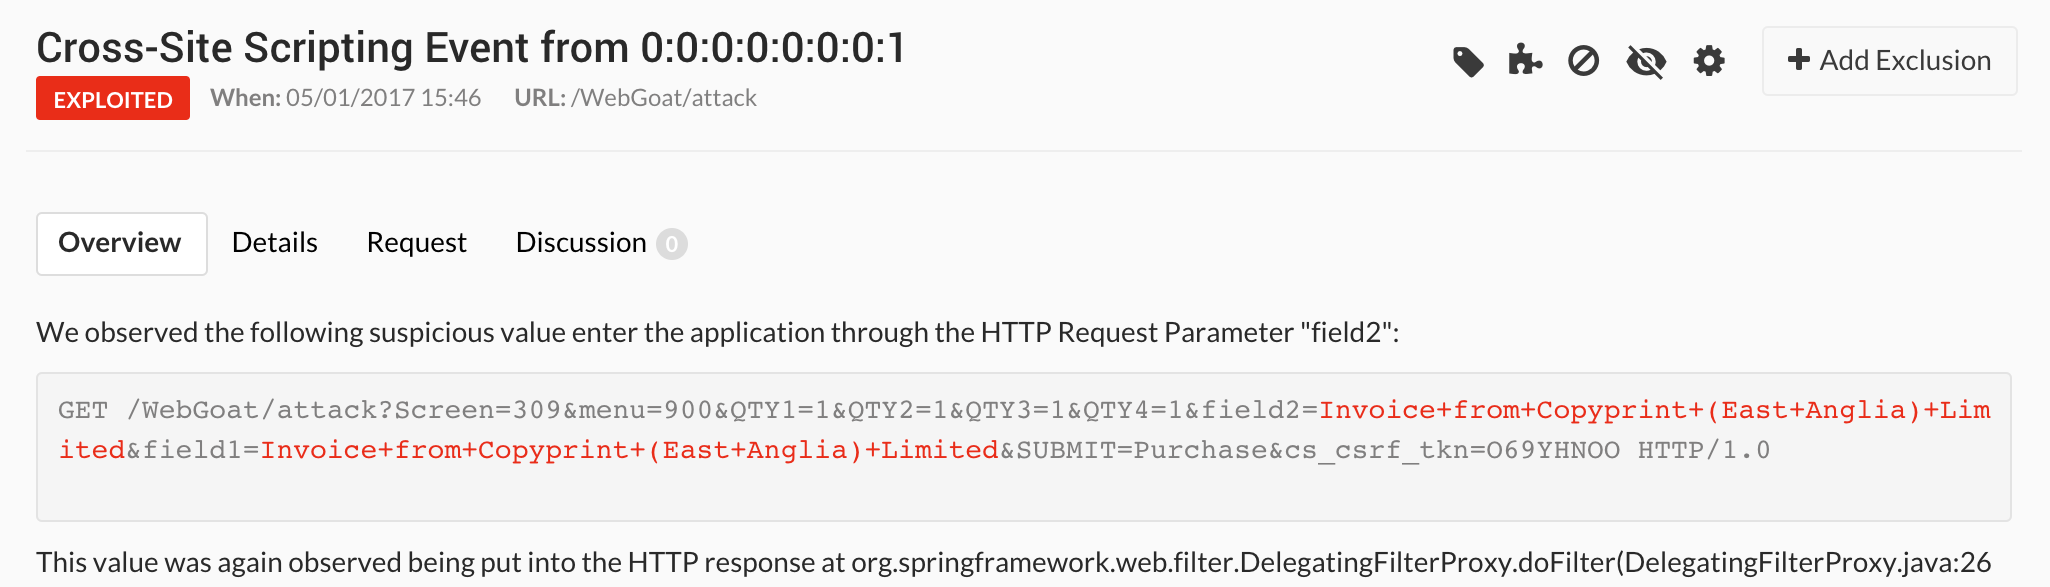 Cross-Site Scripting Event from 0:0:0:0:0:0:0:1
Add Exclusion
EXPLOITED When: 05/01/2017 15:46 URL: /WebGoat/attack
Overview Details Request Discussion 0
We observed the following suspicious value enter the application through the HTTP Request Parameter "field2":
GET /WebGoat/attack?Screen=309&menu=900&QTY1=1&QTY2=1&QTY3=1&QTY4=1&field2=Invoice+from+Copyprint+(East+Anglia)+Lim
ited&field1=Invoice+from+Copyprint+(East+Anglia)+Limited&SUBMIT=Purchase&cs_csrf_tkn=O69YHNOO HTTP/1.0
This value was again observed being put into the HTTP response at org.springframework.web.filter.DelegatingFilterProxy.doFilter(DelegatingFilterProxy.java:26